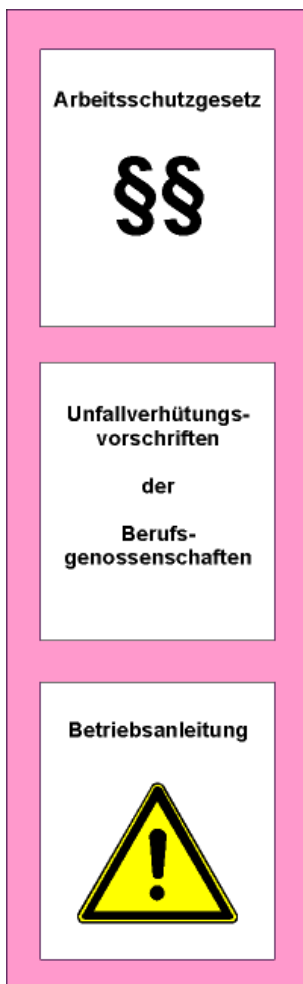 Arbeitsschutzgesetz
§§
Unfallverhütungs-
vorschriften
der
Berufs-
genossenschaften
Betriebsanleitung
!